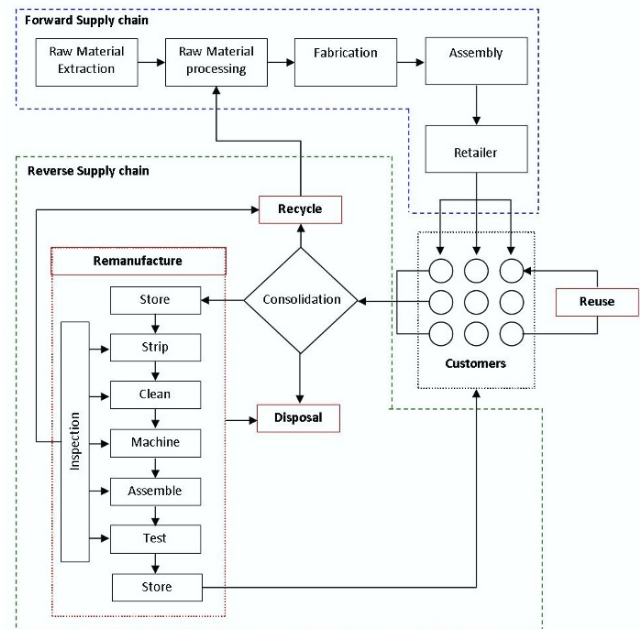 Forward Supply chain
Raw Material
Extraction
Raw Material
processing
Fabrication
Assembly
Retailer
Reverse Supply chain
Recycle
Remanufacture
Store
Consolidation
Reuse
Strip
Customers
Clean
Disposal
Inspection
Machine
Assemble
Test
Store